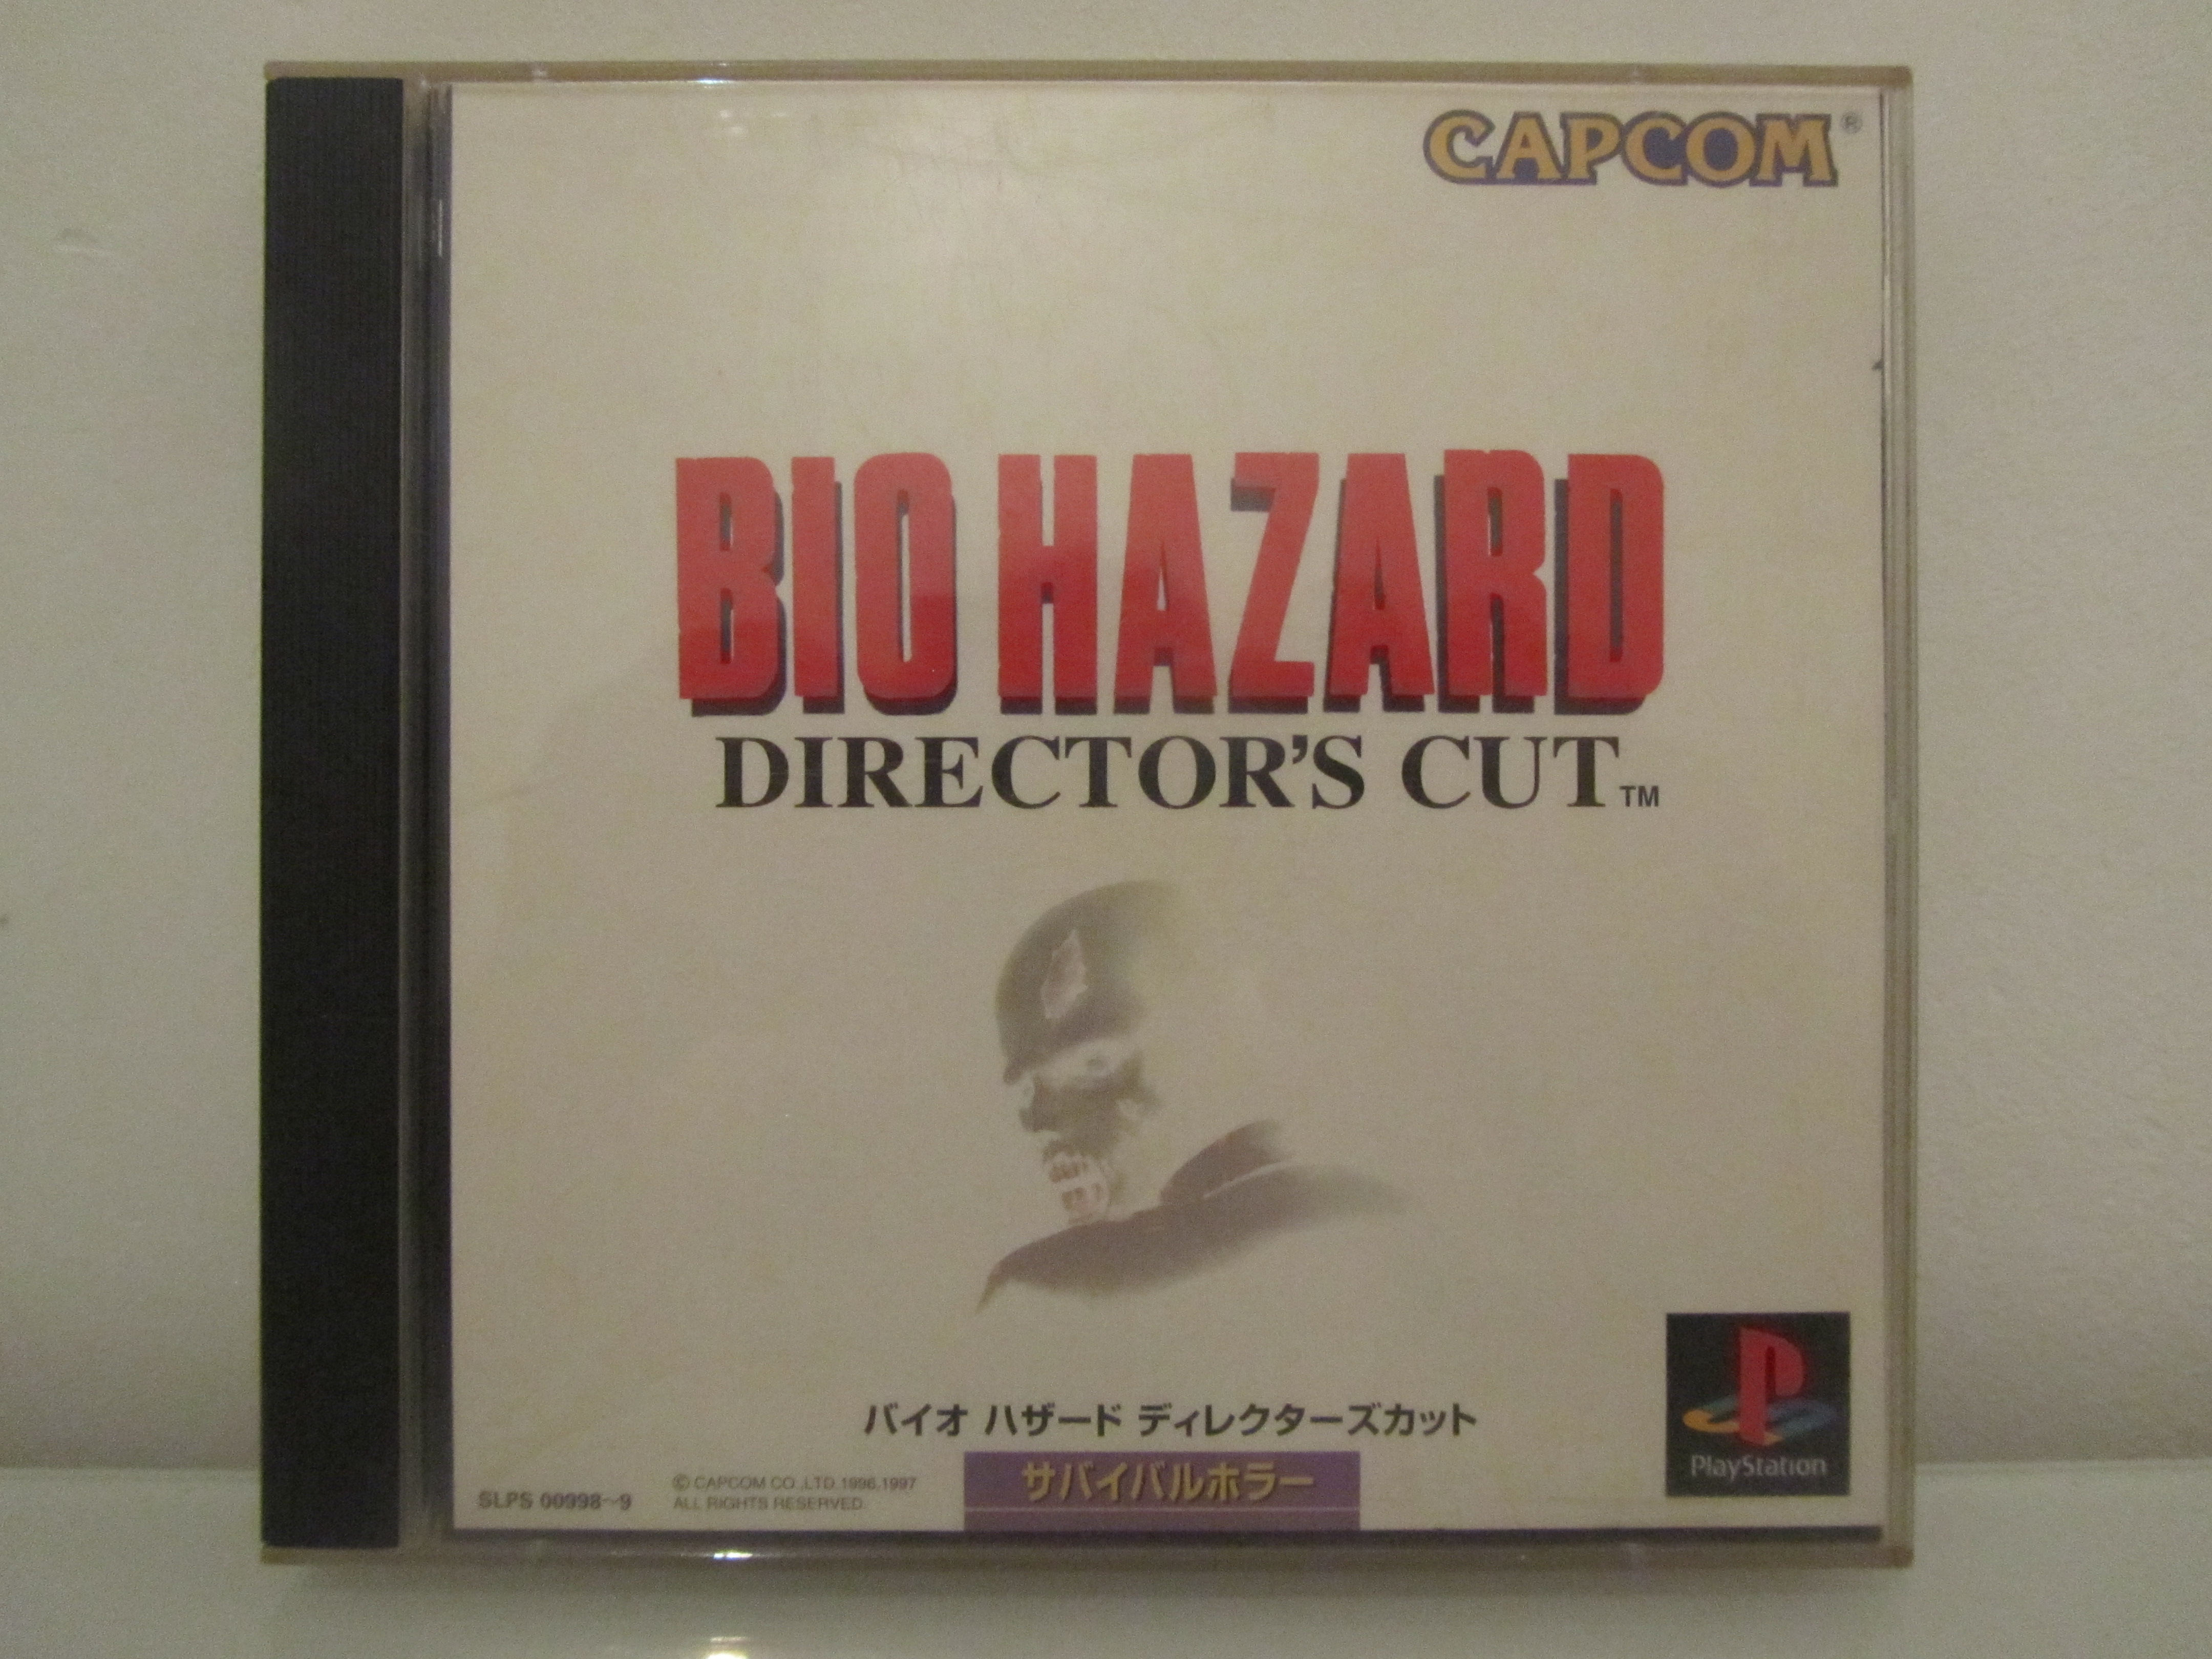 CAPCOM®
BIO HAZARD
DIRECTOR'S CUT™
バイオ ハザード ディレクターズカット
サバイバルホラー
SLPS 00998~9
© CAPCOM CO.,LTD.1996,1997
ALL RIGHTS RESERVED.
PlayStation